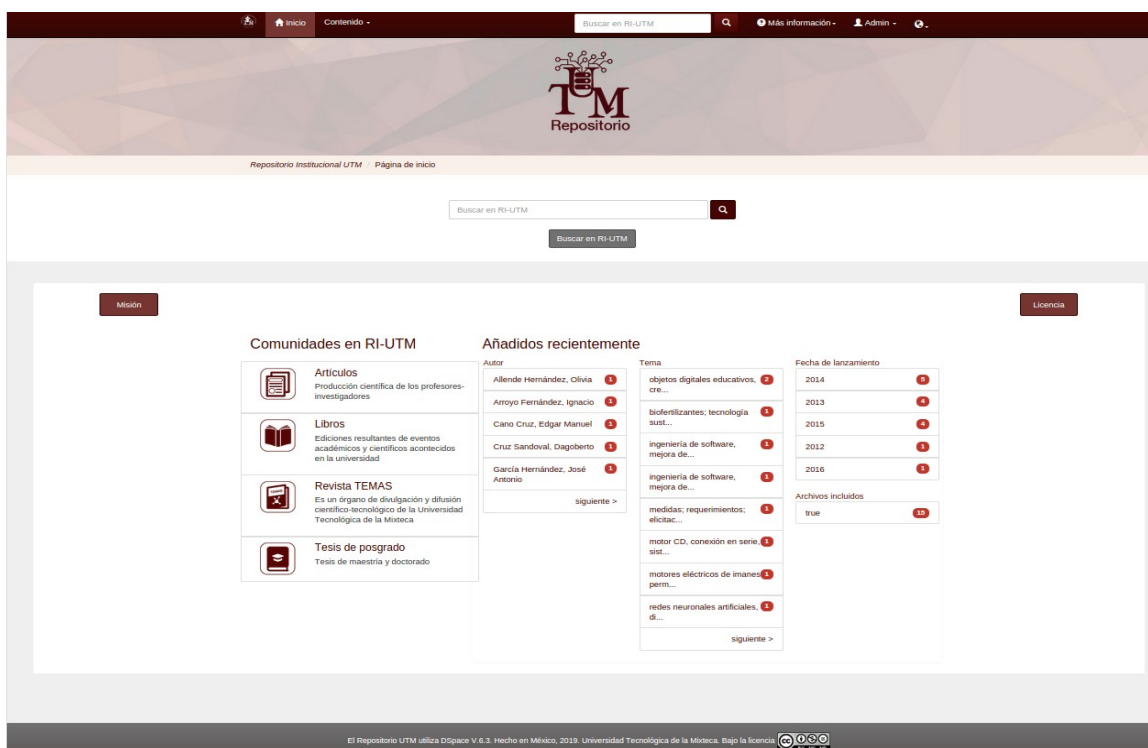 Inicio
Contenido
Buscar en RI-UTM
Más información
Admin
UTM
Repositorio
Repositorio Institucional UTM / Página de inicio
Buscar en RI-UTM
Buscar en RI-UTM
Misión
Licencia
Comunidades en RI-UTM
Artículos
Producción científica de los profesores-
investigadores
Libros
Ediciones resultantes de eventos
académicos y científicos acontecidos
en la universidad
Revista TEMAS
Es un órgano de divulgación y difusión
científico-tecnológico de la Universidad
Tecnológica de la Mixteca
Tesis de posgrado
Tesis de maestría y doctorado
Añadidos recientemente
Autor
Allende Hernández, Olivia 1
Arroyo Fernández, Ignacio 1
Cano Cruz, Edgar Manuel 1
Cruz Sandoval, Dagoberto 1
García Hernández, José 1
Antonio
siguiente >
Tema
objetos digitales educativos, 2
cre...
biofertilizantes; tecnología 1
sust...
ingeniería de software, 1
mejora de...
ingeniería de software, 1
mejora de...
medidas; requerimientos; 1
elicitac...
motor CD, conexión en serie, 1
sist...
motores eléctricos de imanes 1
perm...
redes neuronales artificiales, 1
di...
siguiente >
Fecha de lanzamiento
2014 5
2013 4
2015 4
2012 1
2016 1
Archivos incluidos
true 15
El Repositorio UTM utiliza DSpace V.6.3. Hecho en México, 2019. Universidad Tecnológica de la Mixteca. Bajo la licencia